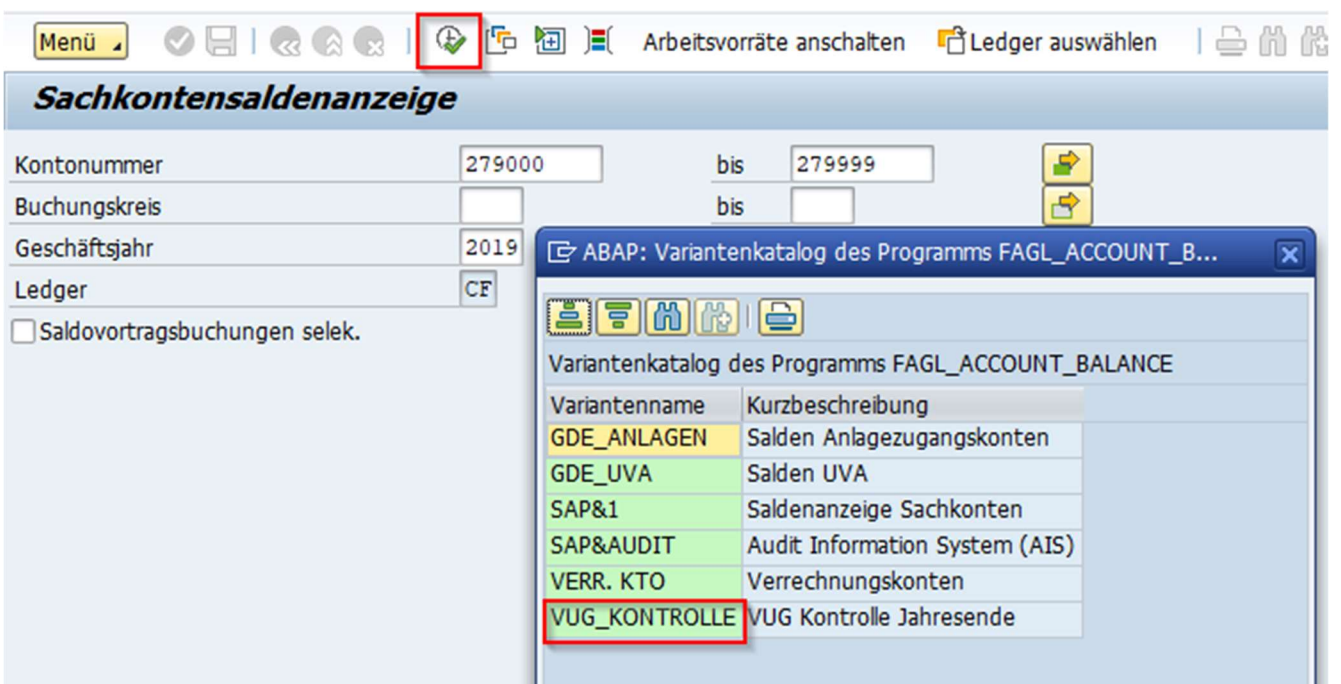 Menü Arbeitsvorräte anschalten Ledger auswählen
Sachkontensaldenanzeige
Kontonummer 279000 bis 279999
Buchungskreis bis
Geschäftsjahr 2019
Ledger CF
Saldovortragsbuchungen selek.
ABAP: Variantenkatalog des Programms FAGL_ACCOUNT_B...
Variantenkatalog des Programms FAGL_ACCOUNT_BALANCE
Variantenname Kurzbeschreibung
GDE_ANLAGEN Salden Anlagezugangskonten
GDE_UVA Salden UVA
SAP&1 Saldenanzeige Sachkonten
SAP&AUDIT Audit Information System (AIS)
VERR. KTO Verrechnungskonten
VUG_KONTROLLE VUG Kontrolle Jahresende